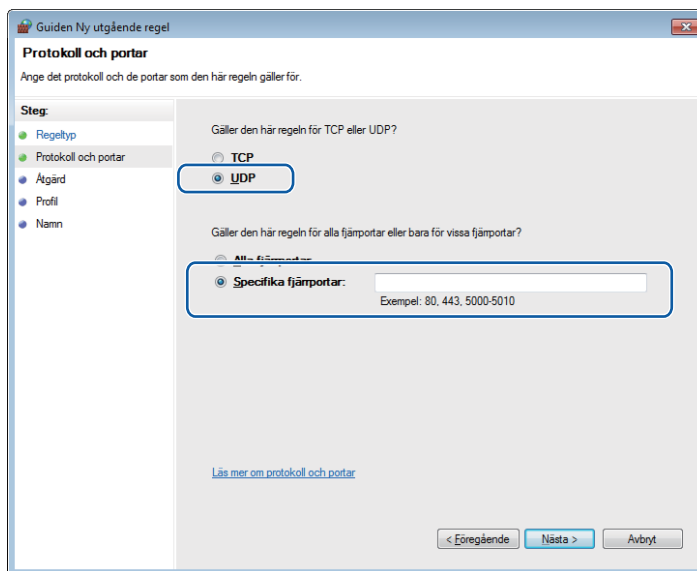 Guiden Ny utgående regel
Protokoll och portar
Ange det protokoll och de portar som den här regeln gäller för.
Steg:
Regeltyp
Protokoll och portar
Åtgärd
Profil
Namn
Gäller den här regeln för TCP eller UDP?
TCP
UDP
Gäller den här regeln för alla fjärrportar eller bara för vissa fjärrportar?
Alla fjärrportar
Specifika fjärrportar:
Exempel: 80, 443, 5000-5010
Läs mer om protokoll och portar
< Föregående
Nästa >
Avbryt